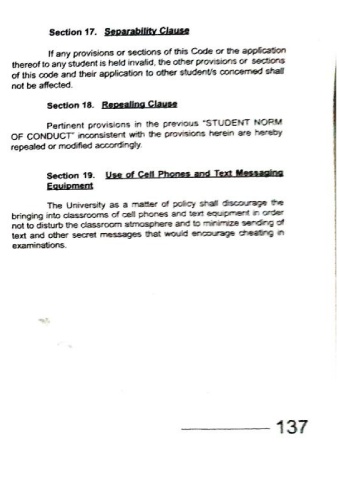 Section 17. Separability Clause
If any provisions or sections of this Code or the application
thereof to any student is held invalid, the other provisions or sections
of this code and their application to other student/s concerned shall
not be affected.
Section 18. Repealing Clause
Pertinent provisions in the previous "STUDENT NORM
OF CONDUCT" inconsistent with the provisions herein are hereby
repealed or modified accordingly.
Section 19. Use of Cell Phones and Text Messaging
Equipment
The University as a matter of policy shall discourage the
bringing into classrooms of cell phones and text equipment in order
not to disturb the classroom atmosphere and to minimize sending of
text and other secret messages that would encourage cheating in
examinations.
137